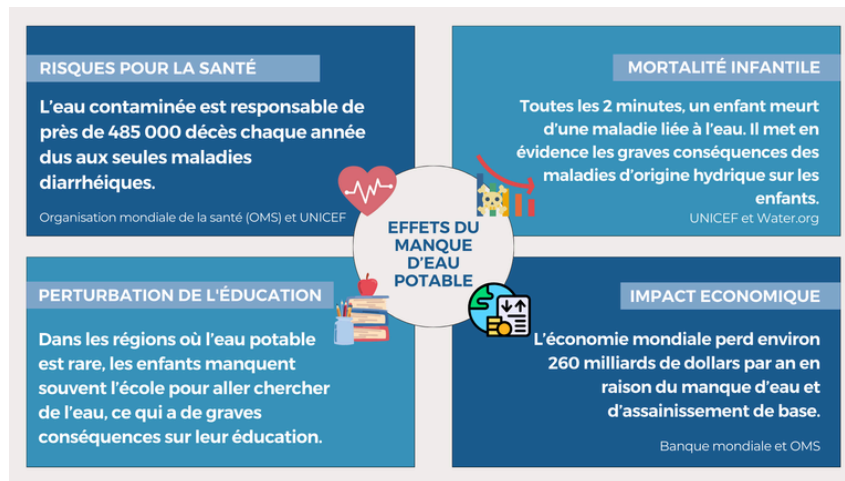 RISQUES POUR LA SANTÉ
L'eau contaminée est responsable de
près de 485 000 décès chaque année
dus aux seules maladies
diarrhéiques.
Organisation mondiale de la santé (OMS) et UNICEF
MORTALITÉ INFANTILE
Toutes les 2 minutes, un enfant meurt
d'une maladie liée à l'eau. Il met en
évidence les graves conséquences des
maladies d'origine hydrique sur les
enfants.
UNICEF et Water.org
EFFETS DU
MANQUE
D'EAU
POTABLE
PERTURBATION DE L'ÉDUCATION
Dans les régions où l'eau potable
est rare, les enfants manquent
souvent l'école pour aller chercher
de l'eau, ce qui a de graves
conséquences sur leur éducation.
IMPACT ECONOMIQUE
L'économie mondiale perd environ
260 milliards de dollars par an en
raison du manque d'eau et
d'assainissement de base.
Banque mondiale et OMS